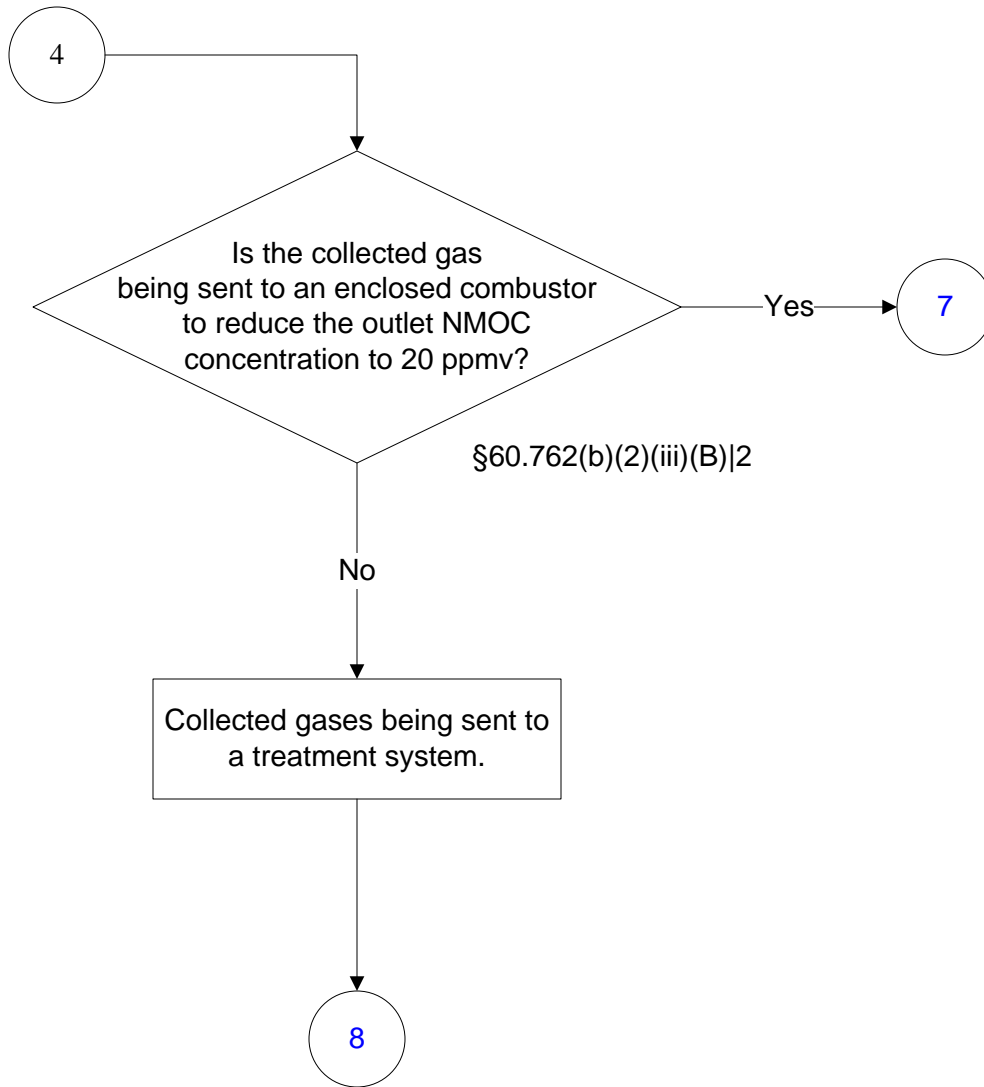 4
Is the collected gas
being sent to an enclosed combustor
to reduce the outlet NMOC
concentration to 20 ppmv?
Yes
7
§60.762(b)(2)(iii)(B)|2
No
Collected gases being sent to
a treatment system.
8